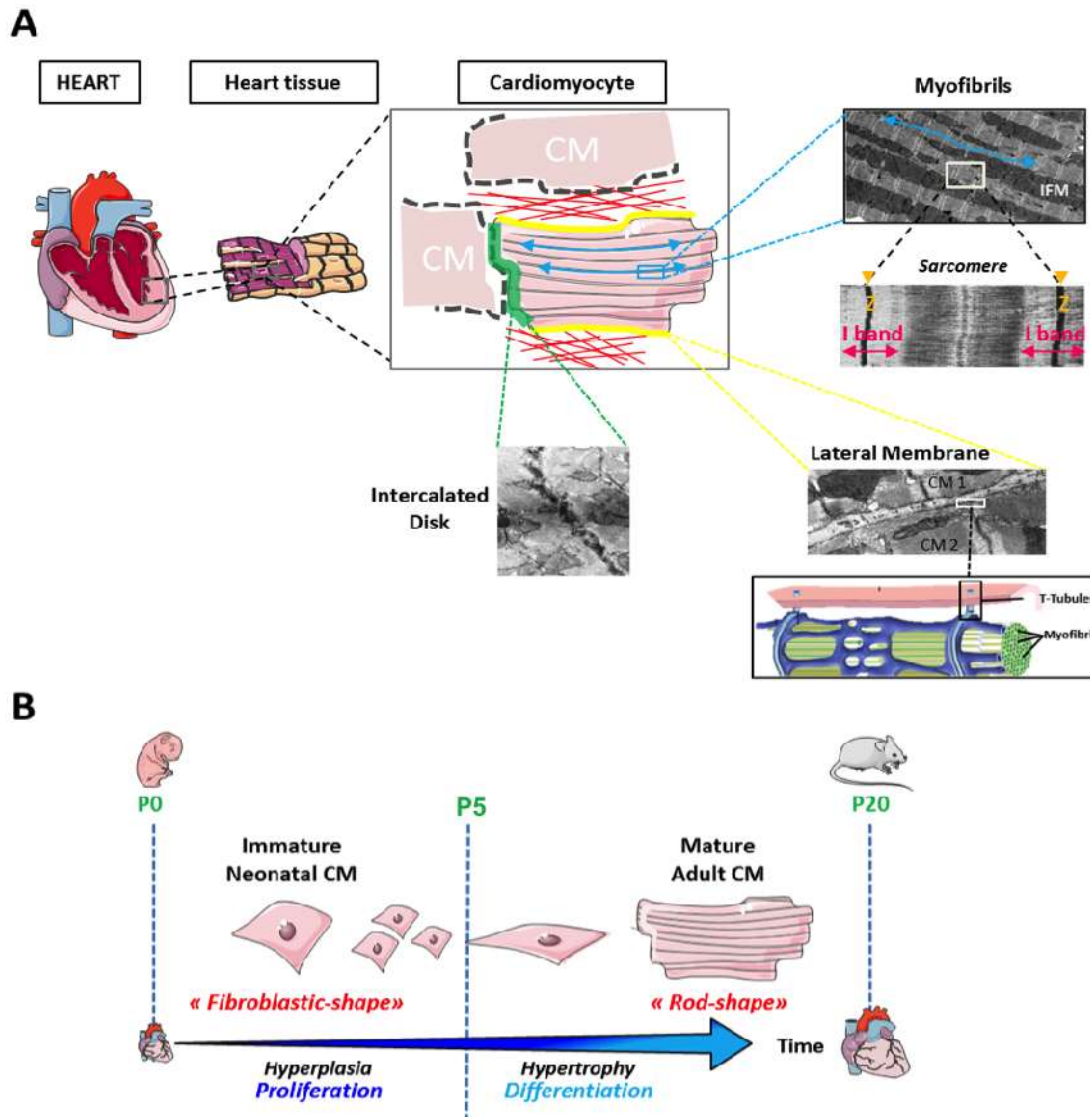 A
HEART
Heart tissue
Cardiomyocyte
Myofibrils
CM
CM
IFM
Sarcomere
Z
Z
I band
I band
Intercalated
Disk
Lateral Membrane
CM 1
CM 2
T-Tubules
Myofibril
B
P0
P5
P20
Immature
Neonatal CM
Mature
Adult CM
« Fibroblastic-shape»
« Rod-shape»
Time
Hyperplasia
Proliferation
Hypertrophy
Differentiation